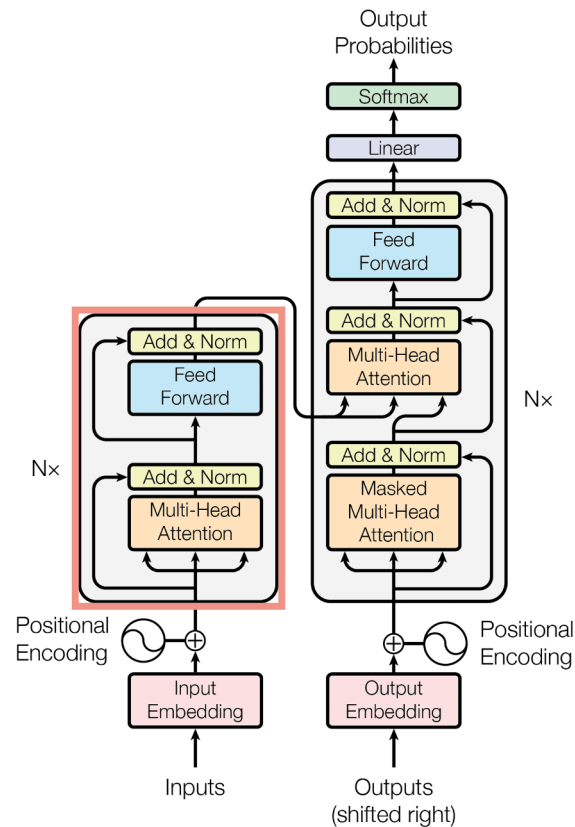 Output
Probabilities
Softmax
Linear
Add & Norm
Feed
Forward
Add & Norm
Multi-Head
Attention
Add & Norm
Masked
Multi-Head
Attention
N×
Add & Norm
Feed
Forward
Add & Norm
Multi-Head
Attention
N×
Positional
Encoding
Positional
Encoding
Input
Embedding
Output
Embedding
Inputs
Outputs
(shifted right)